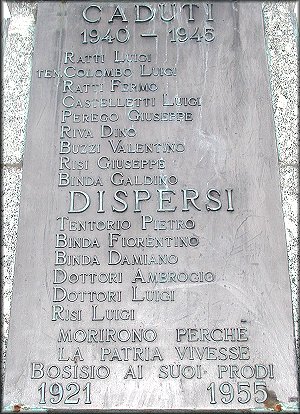 CADUTI
1940 – 1945
RATTI LUIGI
TEN. COLOMBO LUIGI
RATTI FERMO
CASTELLETTI LUIGI
PEREGO GIUSEPPE
RIVA DINO
BUZZI VALENTINO
RISI GIUSEPPE
BINDA GALDINO
DISPERSI
TENTORIO PIETRO
BINDA FIORENTINO
BINDA DAMIANO
DOTTORI AMBROGIO
DOTTORI LUIGI
RISI LUIGI
MORIRONO PERCHÈ
LA PATRIA VIVESSE
BOSISIO AI SUOI PRODI
1921 1955